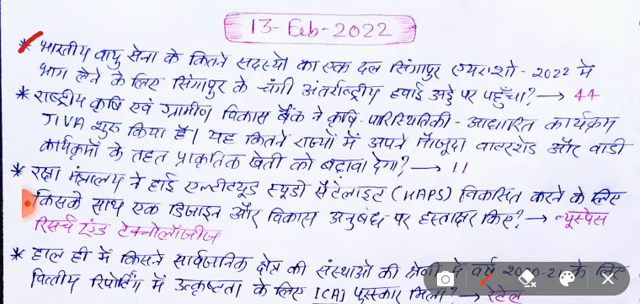 13-Feb-2022
* भारतीय वायु सेना के कितने सदस्यों का एक दल सिंगापुर एयरशो-2022 में
भाग लेने के लिए सिंगापुर के चंगी अंतर्राष्ट्रीय हवाई अड्डे पर पहुँचा? → 44
* राष्ट्रीय कृषि एवं ग्रामीण विकास बैंक ने कृषि-पारिस्थितिकी-आधारित कार्यक्रम
JIVA शुरू किया है। यह कितने राज्यों में अपने मौजूदा वाटरशेड और वाडी
कार्यक्रमों के तहत प्राकृतिक खेती को बढ़ावा देगा? → 11
* रक्षा मंत्रालय ने हाई एल्टीट्यूड स्यूडो सैटेलाइट (HAPS) विकसित करने के लिए
किसके साथ एक डिजाइन और विकास अनुबंध पर हस्ताक्षर किए? → न्यूस्पेस
रिसर्च एंड टेक्नोलॉजीज
* हाल ही में किसने सार्वजनिक क्षेत्र की संस्थाओं की श्रेणी में वर्ष के लिए
वित्तीय रिपोर्टिंग में उत्कृष्टता के लिए ICAI पुरस्कार मिला? →